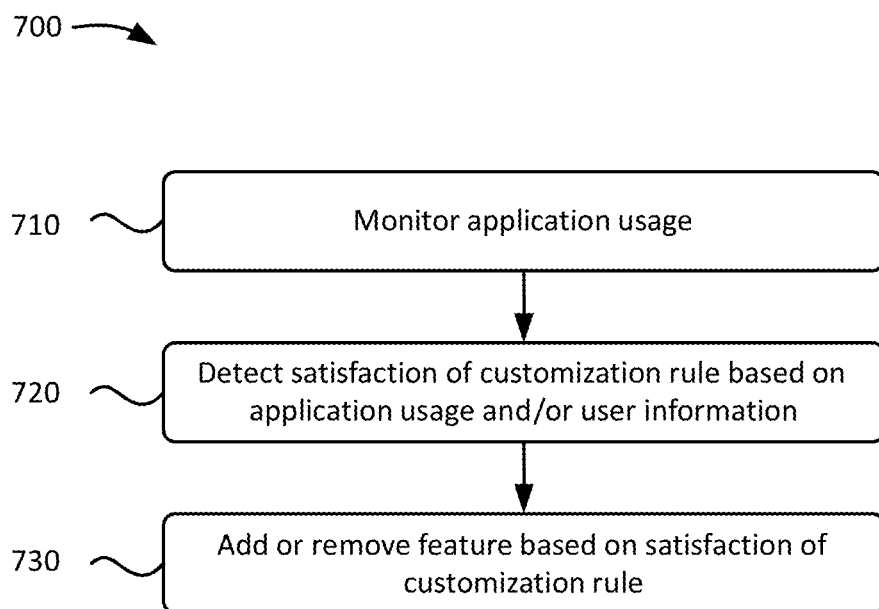 700
710
Monitor application usage
720
Detect satisfaction of customization rule based on
application usage and/or user information
730
Add or remove feature based on satisfaction of
customization rule